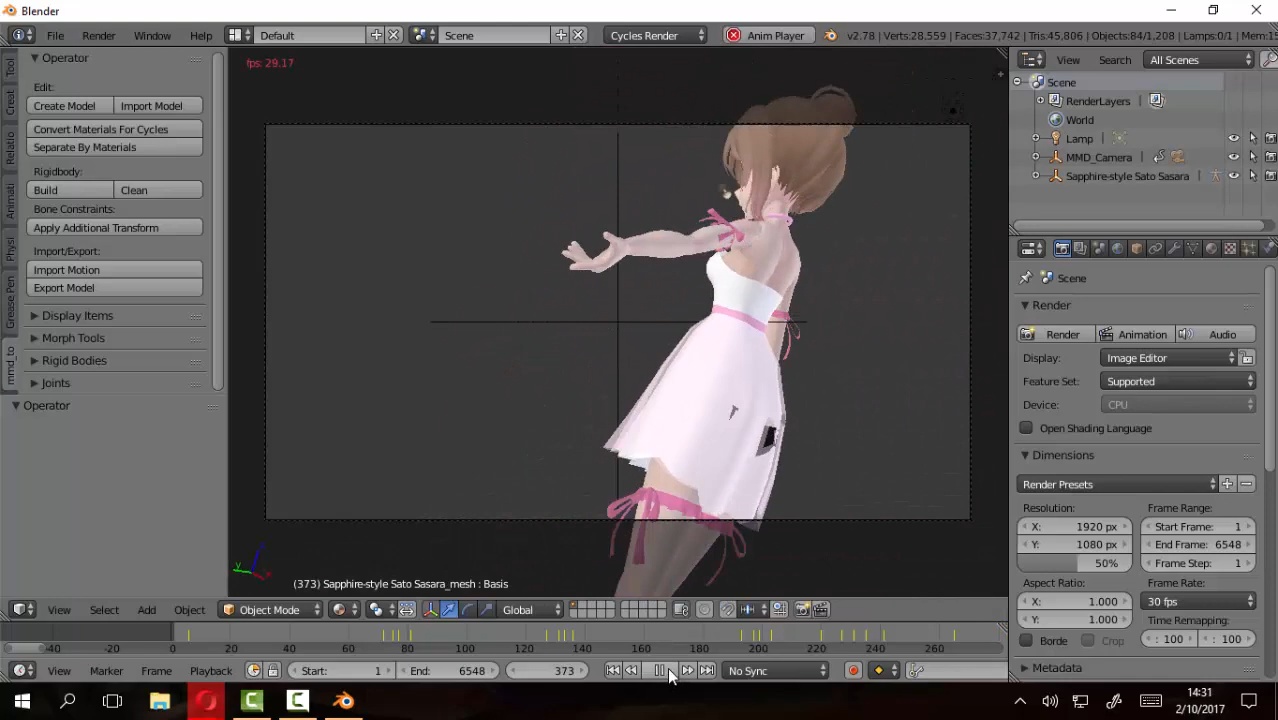 Blender
File Render Window Help Default Scene Cycles Render Anim Player v2.78 | Verts:28,559 | Faces:37,742 | Tris:45,806 | Objects:84/1,208 | Lamps:0/1 | Mem:15
Operator
Edit:
Create Model Import Model
Convert Materials For Cycles
Separate By Materials
Rigidbody:
Build Clean
Bone Constraints:
Apply Additional Transform
Import/Export:
Import Motion
Export Model
Display Items
Morph Tools
Rigid Bodies
Joints
Operator
Tool
Creat
Relatio
Animati
Physi
Grease Pen
mmd_to
fps: 29.17
(373) Sapphire-style Sato Sasara_mesh : Basis
View Select Add Object Object Mode Global
-40 -20 0 20 40 60 80 100 120 140 160 180 200 220 240 260
View Marker Frame Playback Start: 1 End: 6548 373 No Sync
View Search All Scenes
Scene
RenderLayers
World
Lamp
MMD_Camera
Sapphire-style Sato Sasara
Scene
Render
Render Animation Audio
Display: Image Editor
Feature Set: Supported
Device: CPU
Open Shading Language
Dimensions
Render Presets
Resolution: Frame Range:
X: 1920 px Start Frame: 1
Y: 1080 px End Frame: 6548
50% Frame Step: 1
Aspect Ratio: Frame Rate:
X: 1.000 30 fps
Y: 1.000 Time Remapping:
Borde Crop : 100 : 100
Metadata
14:31
2/10/2017